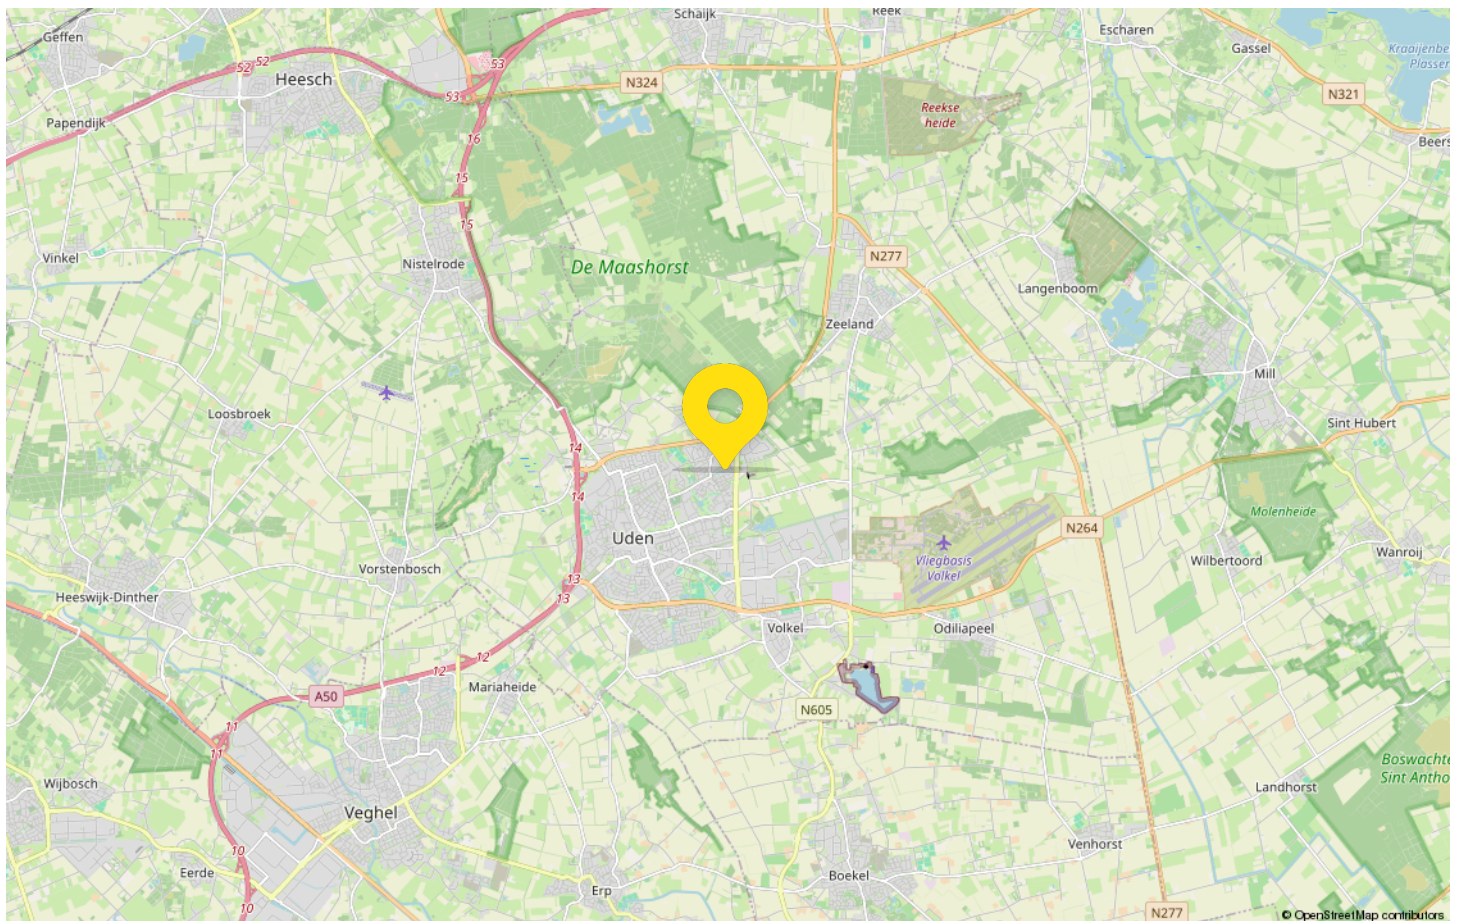 Schaijk
Reek
Geffen
Escharen
Gassel
Kraaijenbe
Plasser
52
52
53
Heesch
N324
N321
53
Reekse
heide
Papendijk
16
Beers
15
15
Vinkel
Nistelrode
De Maashorst
N277
Langenboom
Zeeland
Mill
Loosbroek
Sint Hubert
14
14
Molenheide
N264
Uden
Vliegbasis
Volkel
Wilbertoord
Wanroij
Vorstenbosch
13
13
Heeswijk-Dinther
Volkel
Odiliapeel
12
12
Mariaheide
A50
N605
11
11
Boswachte
Sint Antho
Wijbosch
Landhorst
Veghel
Venhorst
10
Eerde
Boekel
Erp
10
N277
© OpenStreetMap contributors